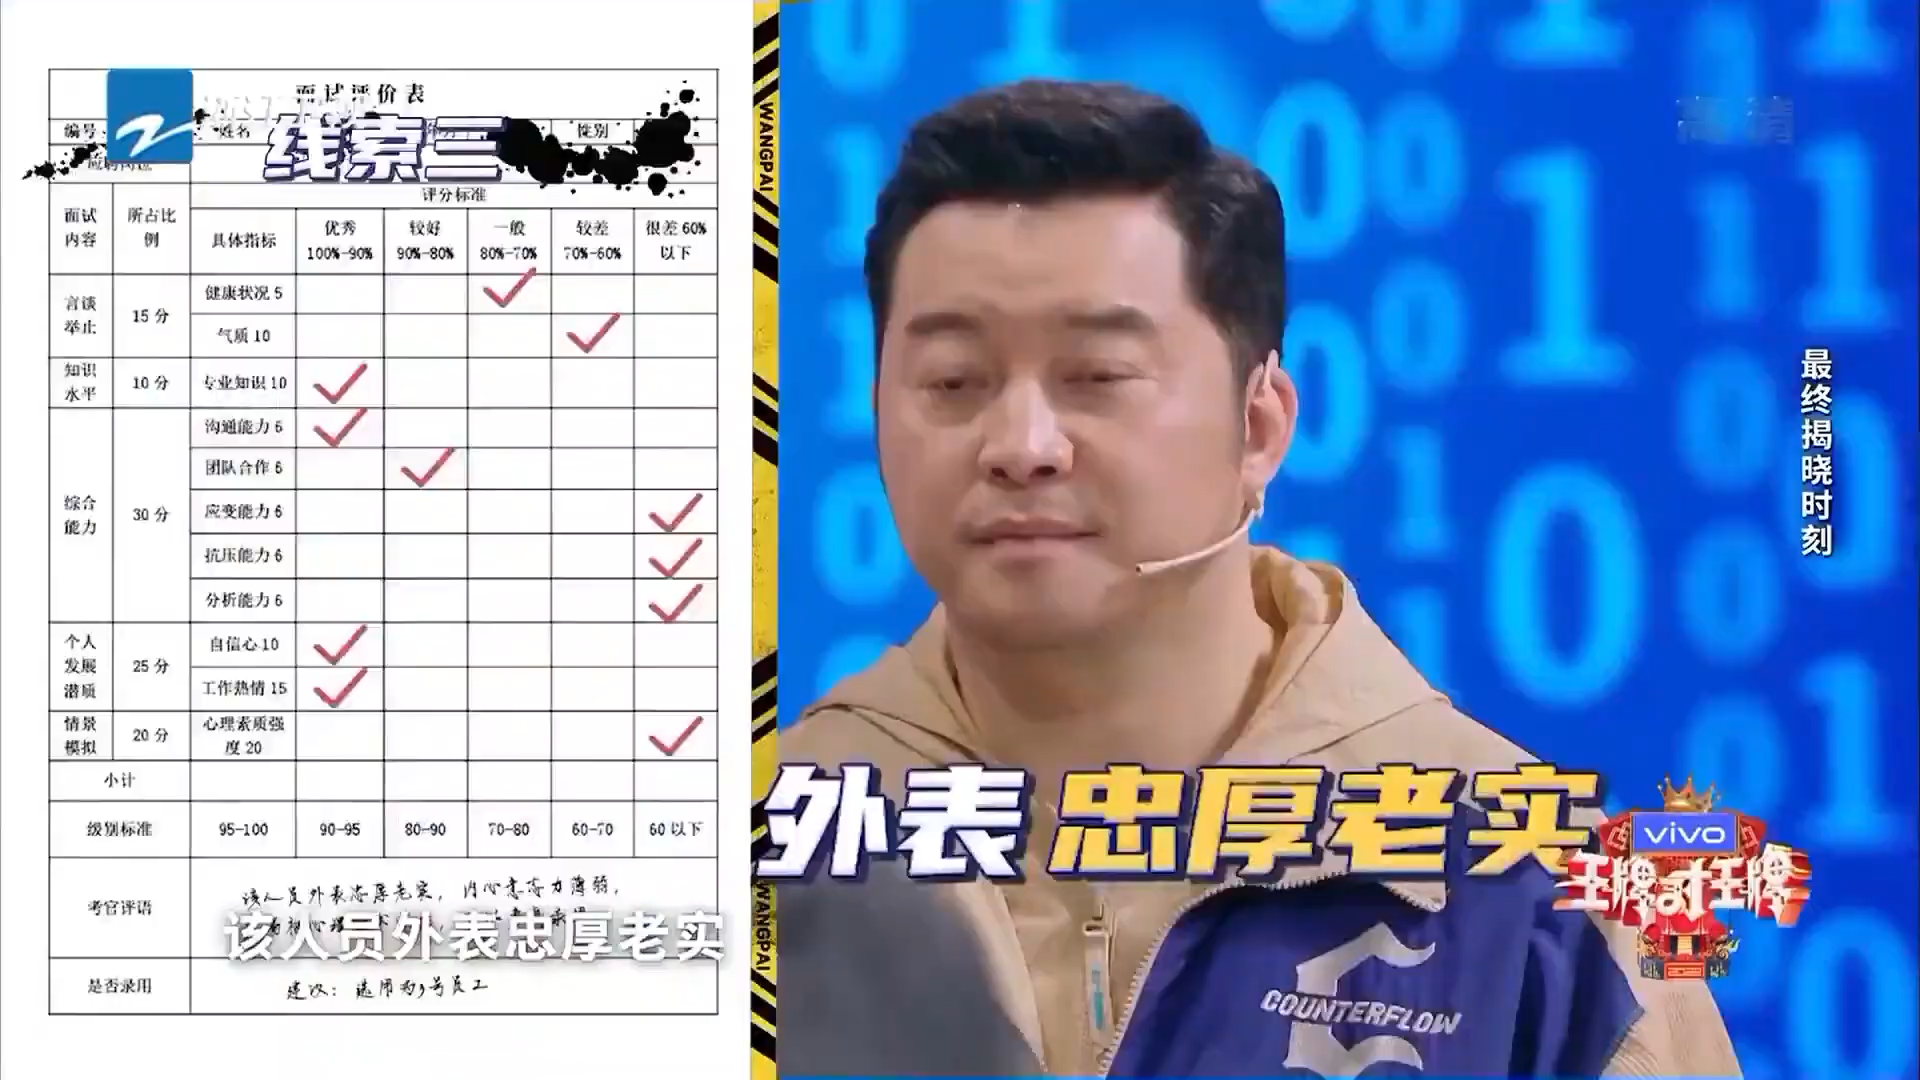 面试评价表
线索三
编号
姓名
性别
评分标准
面试内容
所占比例
具体指标
优秀 100%-90%
较好 90%-80%
一般 80%-70%
较差 70%-60%
很差 60%以下
言谈举止
15 分
健康状况 5
气质 10
知识水平
10 分
专业知识 10
综合能力
30 分
沟通能力 6
团队合作 6
应变能力 6
抗压能力 6
分析能力 6
个人发展潜质
25 分
自信心 10
工作热情 15
情景模拟
20 分
心理素质强度 20
小计
级别标准
95-100
90-95
80-90
70-80
60-70
60 以下
考官评语
该人员外表忠厚老实，内心意志力薄弱，
该人员外表忠厚老实
是否录用
建议：选用为9号员工
WANGPAI
WANGPAI
高清
最终揭晓时刻
外表 忠厚老实
vivo
王牌对王牌
COUNTERFLOW